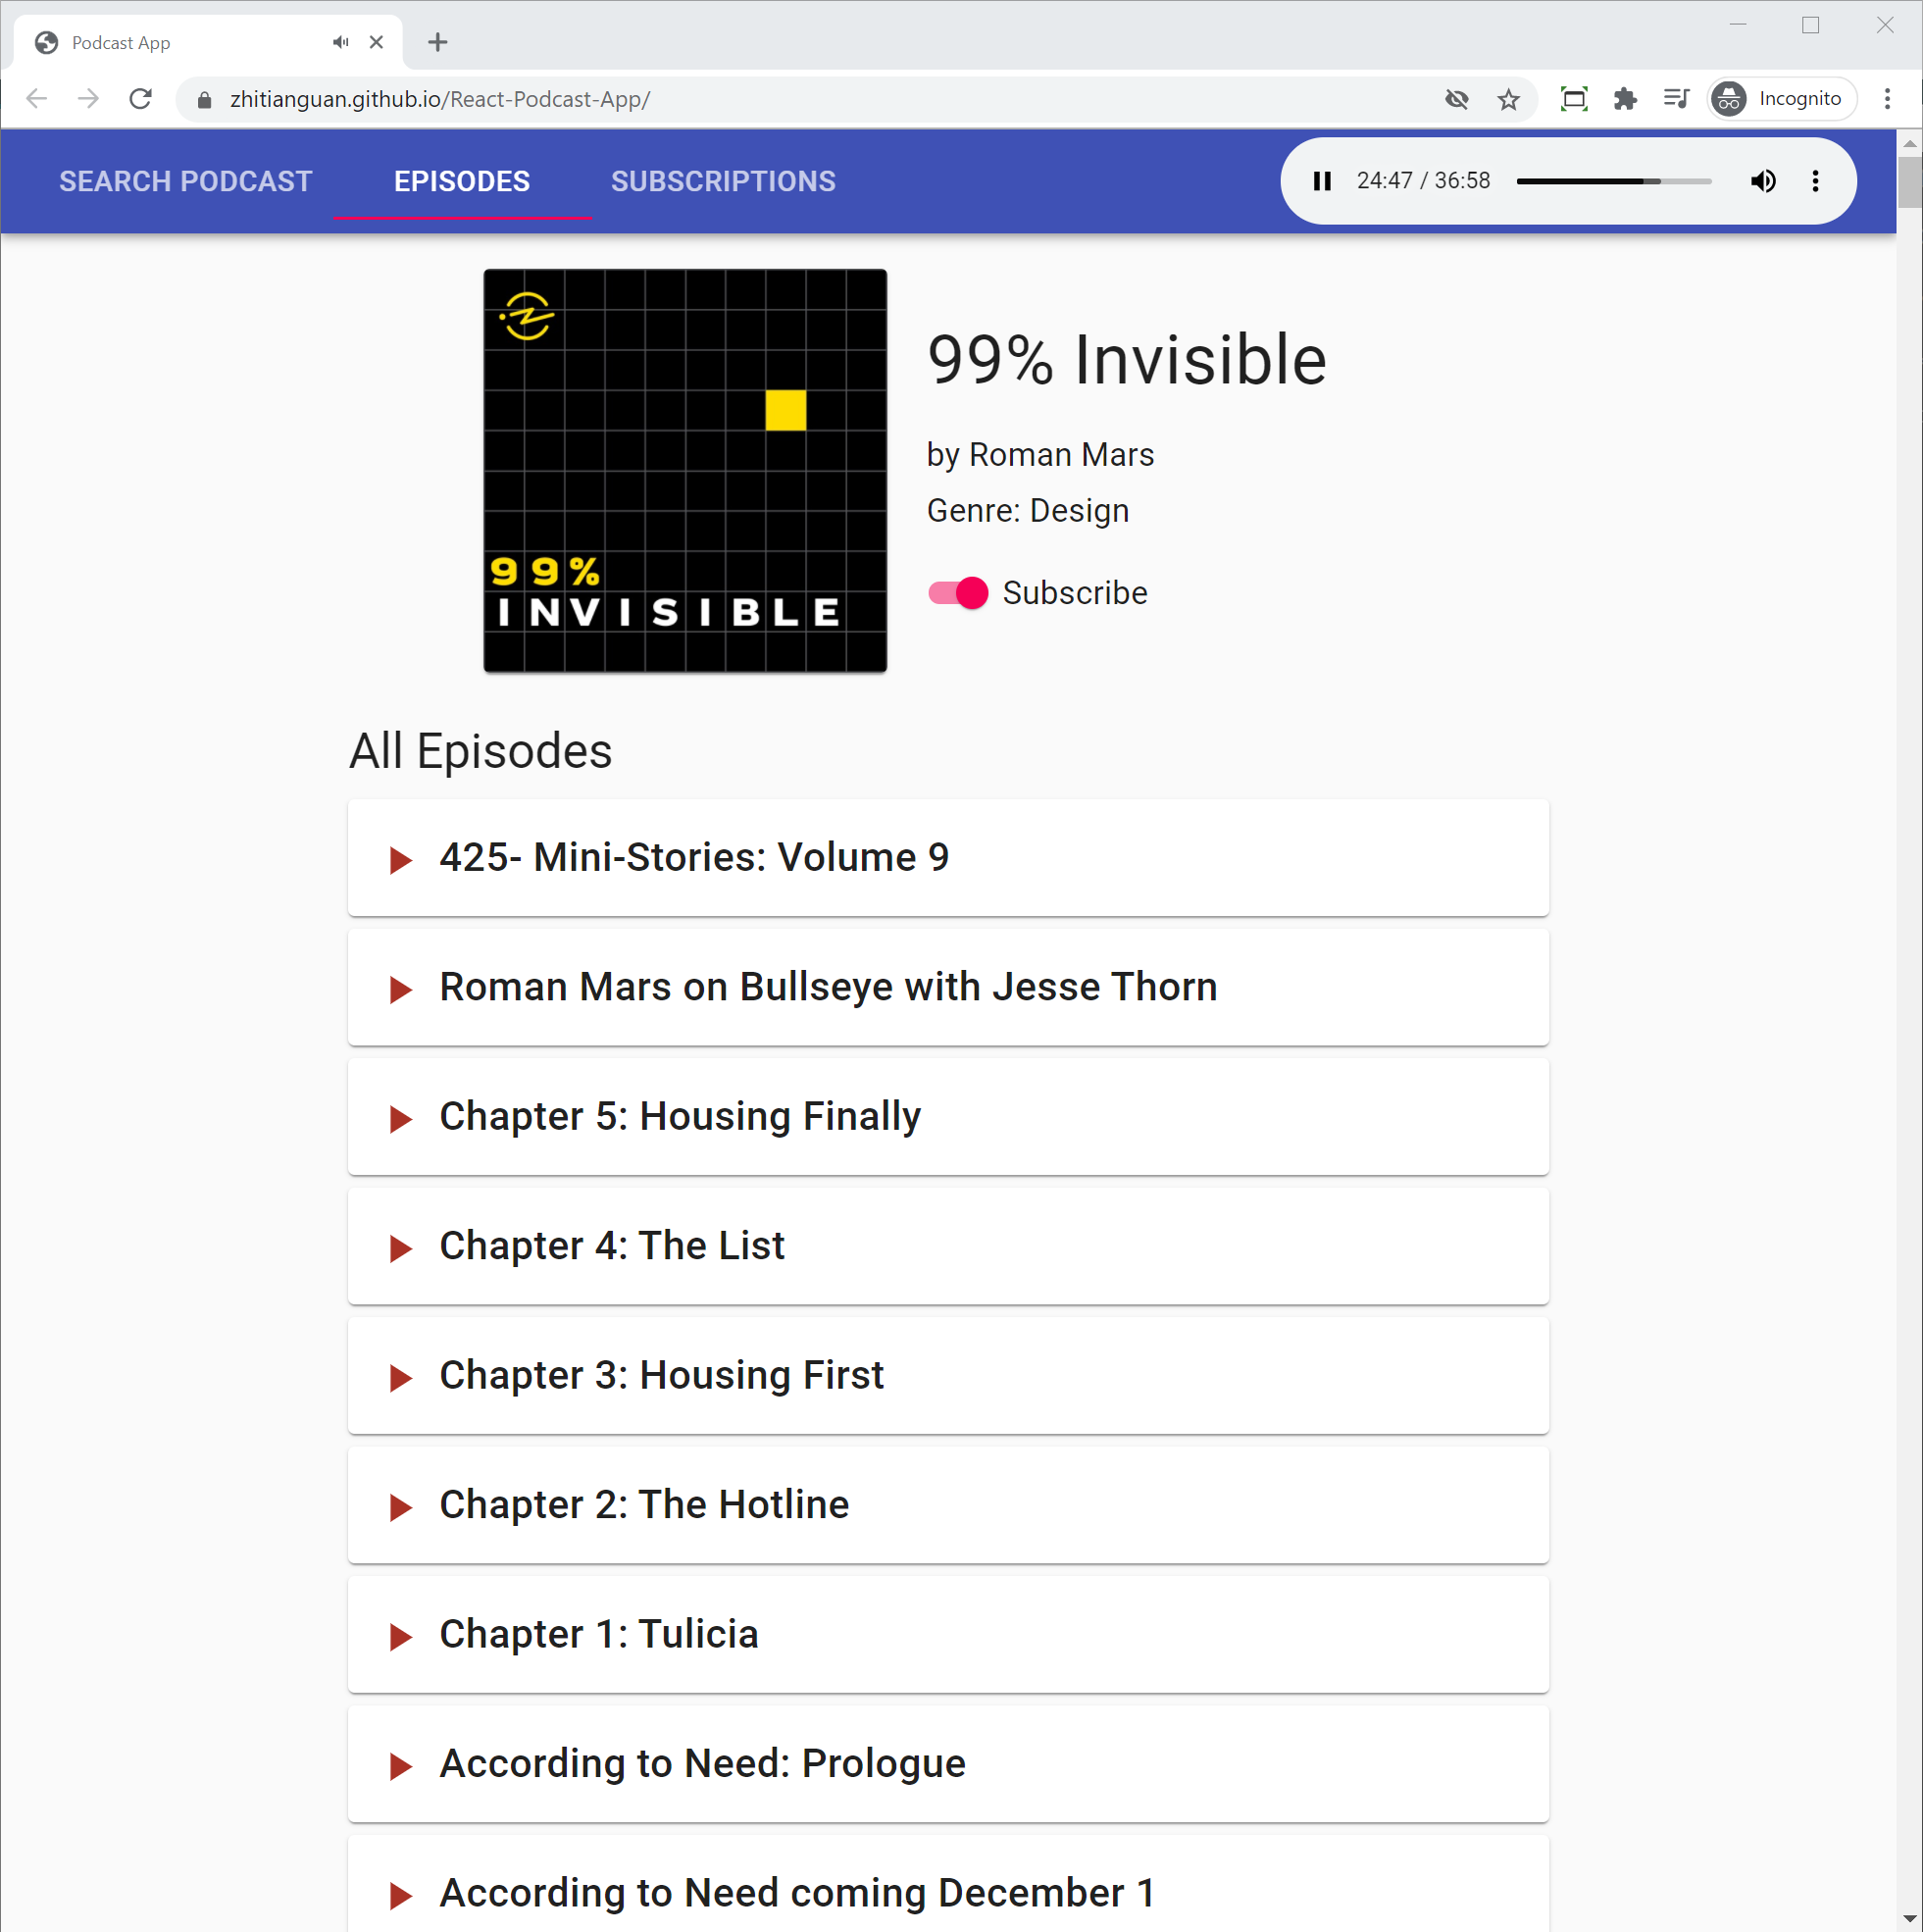 Podcast App
zhitianguan.github.io/React-Podcast-App/
Incognito
SEARCH PODCAST
EPISODES
SUBSCRIPTIONS
24:47 / 36:58
99%
INVISIBLE
99% Invisible
by Roman Mars
Genre: Design
Subscribe
All Episodes
425- Mini-Stories: Volume 9
Roman Mars on Bullseye with Jesse Thorn
Chapter 5: Housing Finally
Chapter 4: The List
Chapter 3: Housing First
Chapter 2: The Hotline
Chapter 1: Tulicia
According to Need: Prologue
According to Need coming December 1